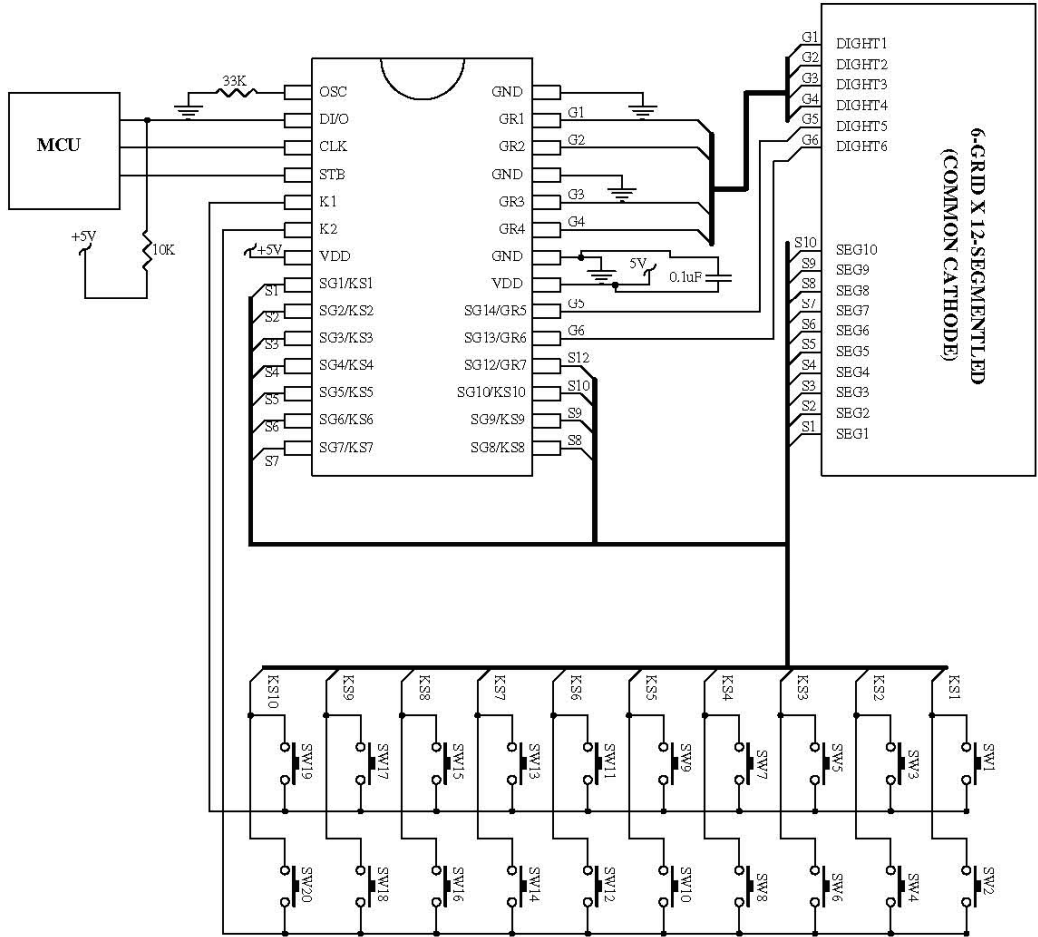 MCU
+5V
10K
33K
OSC
DI/O
CLK
STB
K1
K2
+5V
VDD
S1 SG1/KS1
S2 SG2/KS2
S3 SG3/KS3
S4 SG4/KS4
S5 SG5/KS5
S6 SG6/KS6
S7 SG7/KS7
GND
GR1 G1
GR2 G2
GND
GR3 G3
GR4 G4
GND
VDD
5V
0.1uF
SG14/GR5 G5
SG13/GR6 G6
SG12/GR7 S12
SG10/KS10 S10
SG9/KS9 S9
SG8/KS8 S8
G1 DIGHT1
G2 DIGHT2
G3 DIGHT3
G4 DIGHT4
G5 DIGHT5
G6 DIGHT6
S10 SEG10
S9 SEG9
S8 SEG8
S7 SEG7
S6 SEG6
S5 SEG5
S4 SEG4
S3 SEG3
S2 SEG2
S1 SEG1
6-GRID X 12-SEGMENTLED
(COMMON CATHODE)
KS10 KS9 KS8 KS7 KS6 KS5 KS4 KS3 KS2 KS1
SW19 SW17 SW15 SW13 SW11 SW9 SW7 SW5 SW3 SW1
SW20 SW18 SW16 SW14 SW12 SW10 SW8 SW6 SW4 SW2